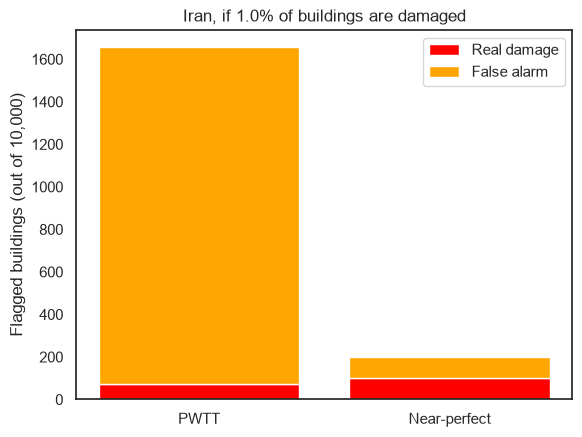 Iran, if 1.0% of buildings are damaged
Real damage
False alarm
Flagged buildings (out of 10,000)
1600
1400
1200
1000
800
600
400
200
0
PWTT
Near-perfect